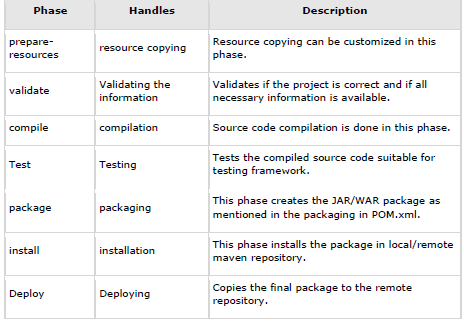 Phase Handles Description
prepare-
resources
resource copying
Resource copying can be customized in this
phase.
validate
Validating the
information
Validates if the project is correct and if all
necessary information is available.
compile
compilation
Source code compilation is done in this phase.
Test
Testing
Tests the compiled source code suitable for
testing framework.
package
packaging
This phase creates the JAR/WAR package as
mentioned in the packaging in POM.xml.
install
installation
This phase installs the package in local/remote
maven repository.
Deploy
Deploying
Copies the final package to the remote
repository.